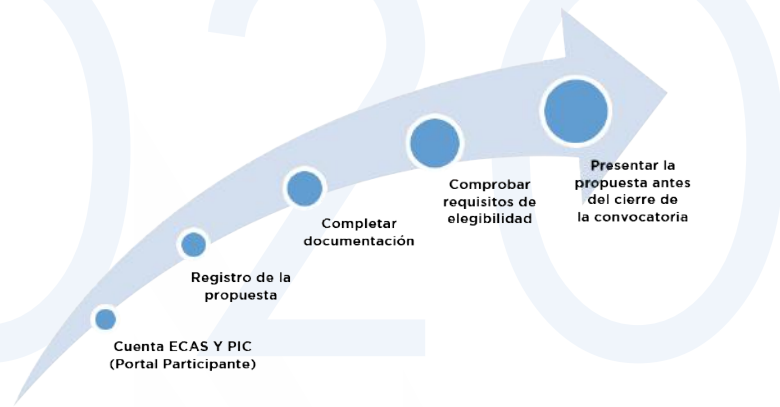 Cuenta ECAS Y PIC
(Portal Participante)
Registro de la
propuesta
Completar
documentación
Comprobar
requisitos de
elegibilidad
Presentar la
propuesta antes
del cierre de
la convocatoria
020